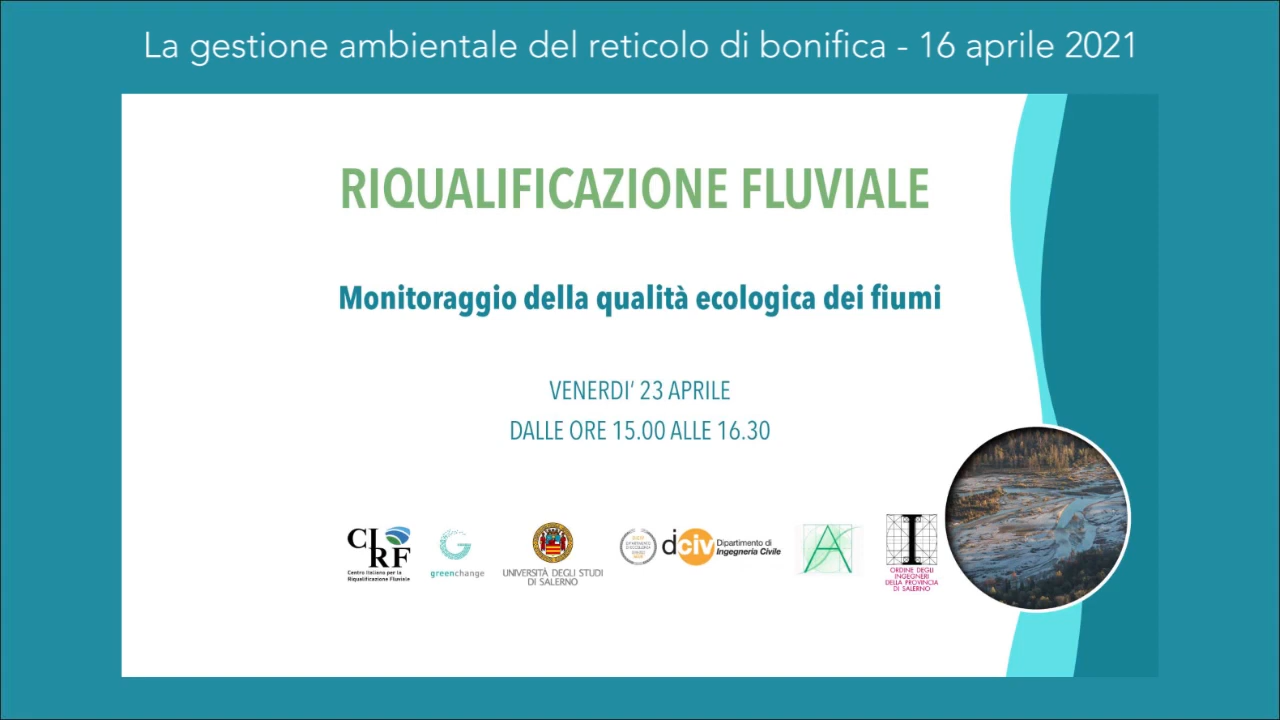 La gestione ambientale del reticolo di bonifica - 16 aprile 2021
RIQUALIFICAZIONE FLUVIALE
Monitoraggio della qualità ecologica dei fiumi
VENERDI’ 23 APRILE
DALLE ORE 15.00 ALLE 16.30
CIRF
Centro Italiano per la
Riqualificazione Fluviale
greenchange
UNIVERSITÀ DEGLI STUDI
DI SALERNO
diciv
Dipartimento di
Ingegneria Civile
A
I
ORDINE DEGLI
INGEGNERI
DELLA PROVINCIA
DI SALERNO